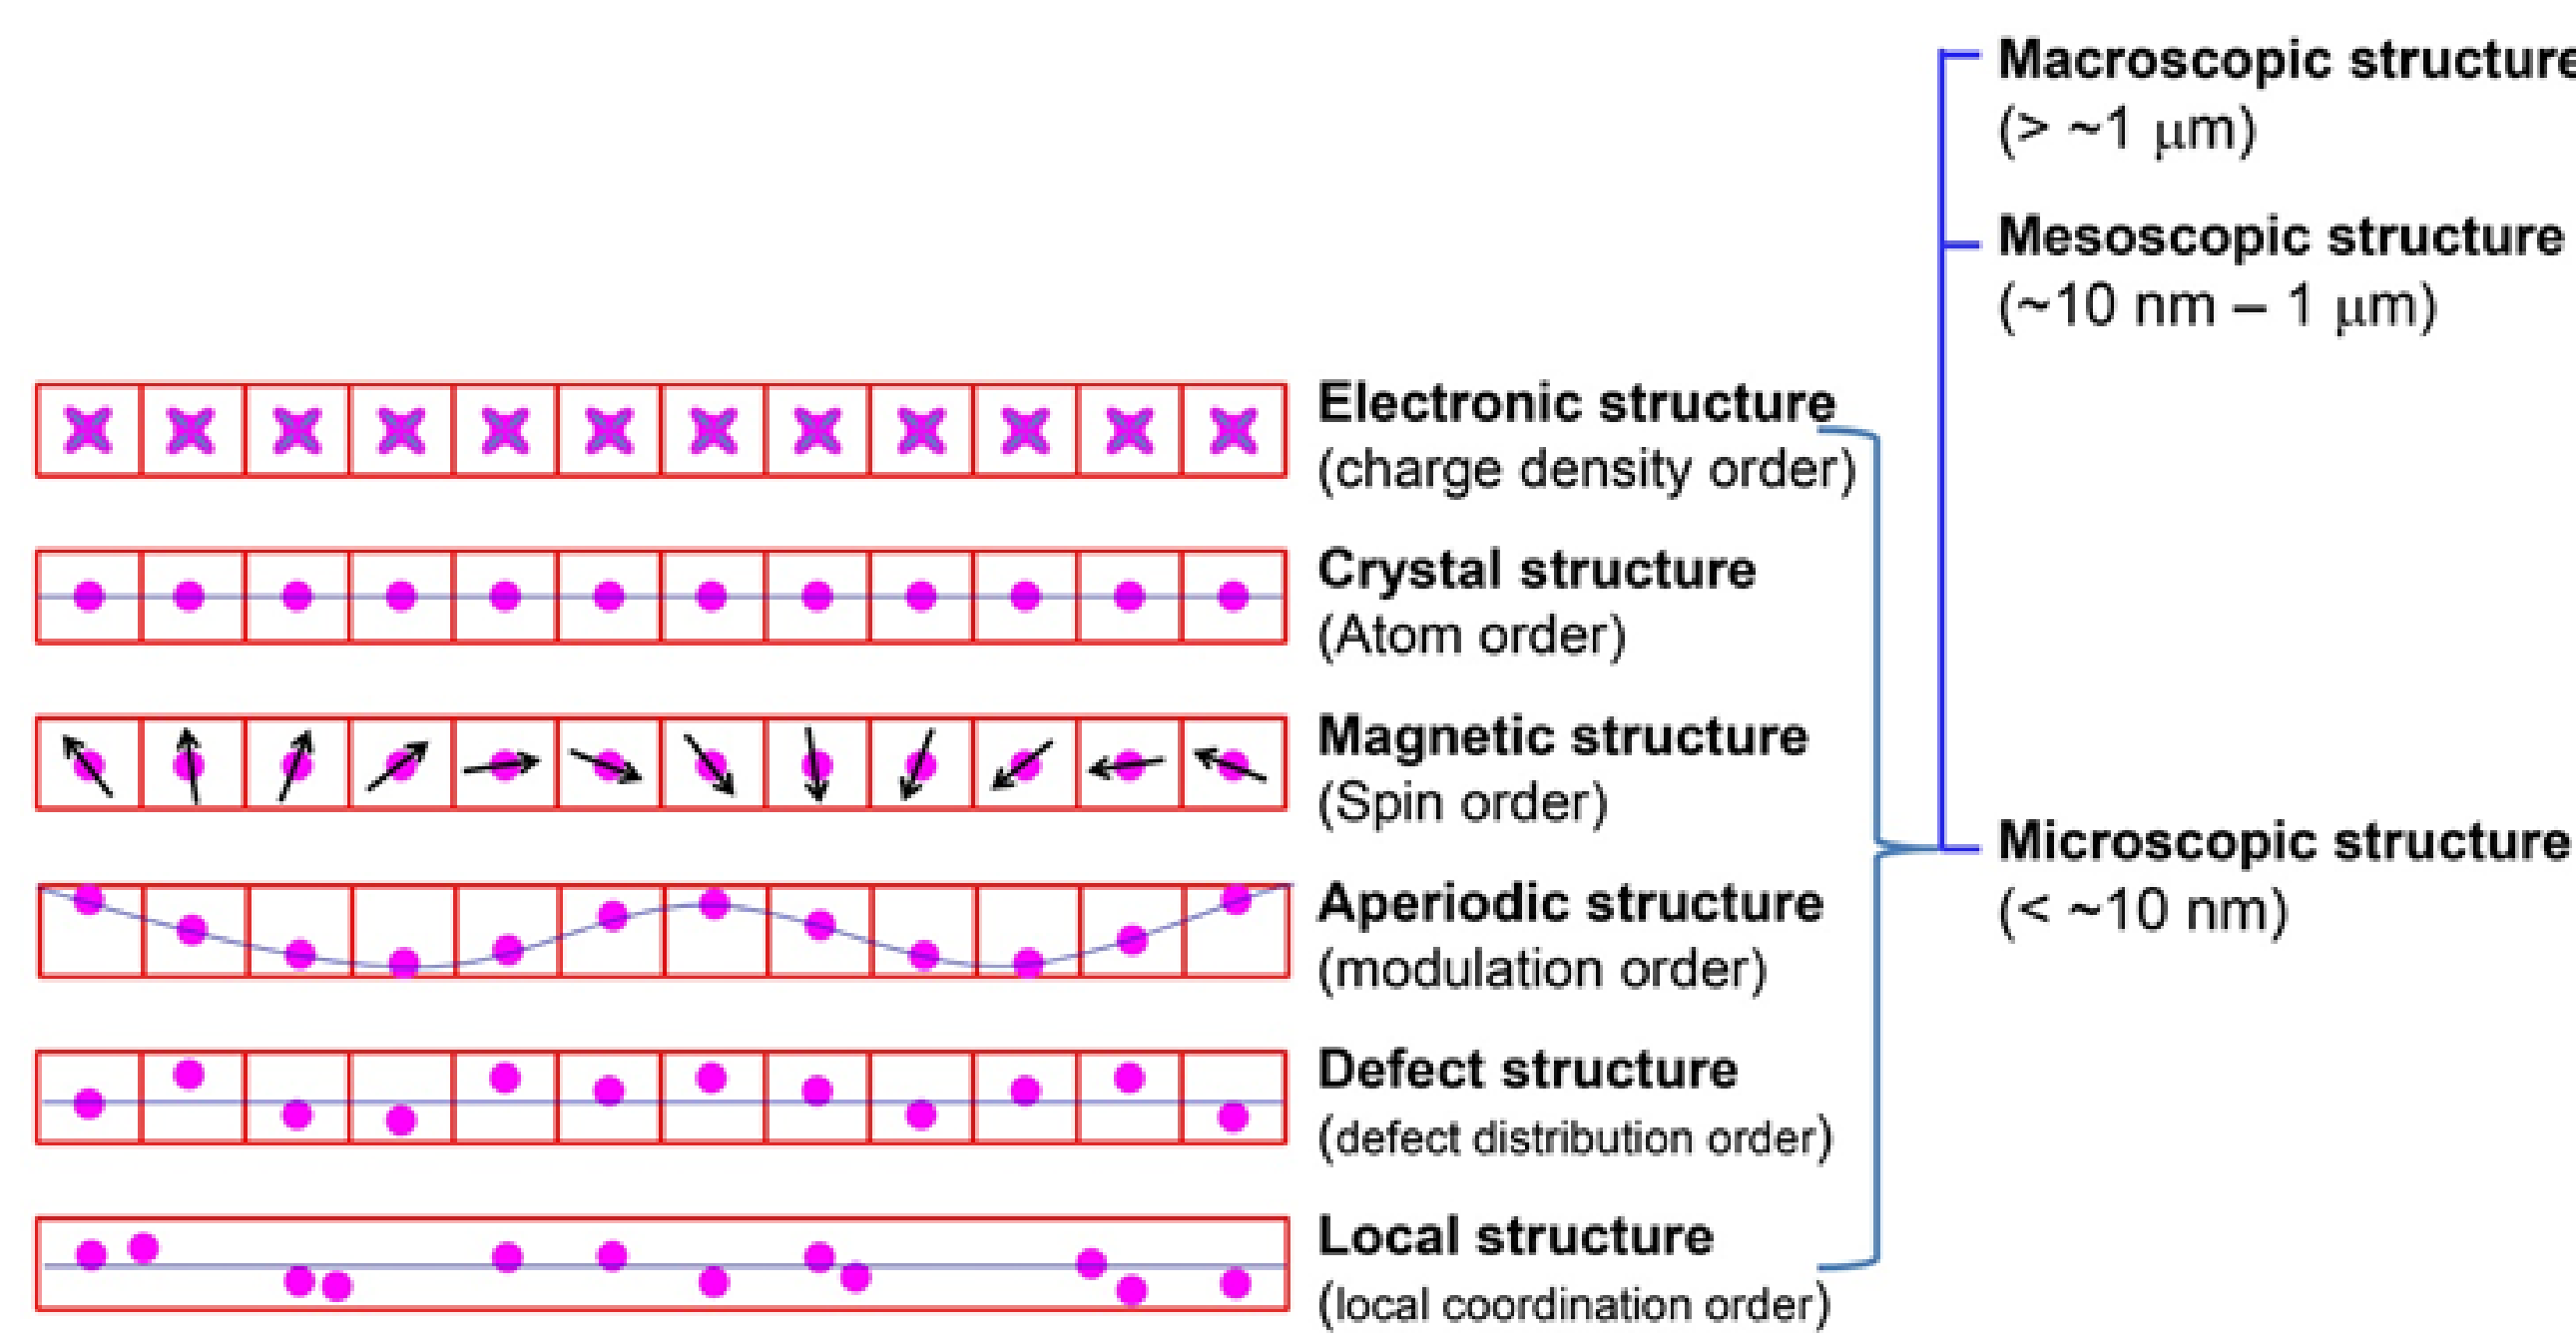 Macroscopic structure
(> ~1 μm)
Mesoscopic structure
(~10 nm – 1 μm)
Electronic structure
(charge density order)
Crystal structure
(Atom order)
Magnetic structure
(Spin order)
Microscopic structure
(< ~10 nm)
Aperiodic structure
(modulation order)
Defect structure
(defect distribution order)
Local structure
(local coordination order)